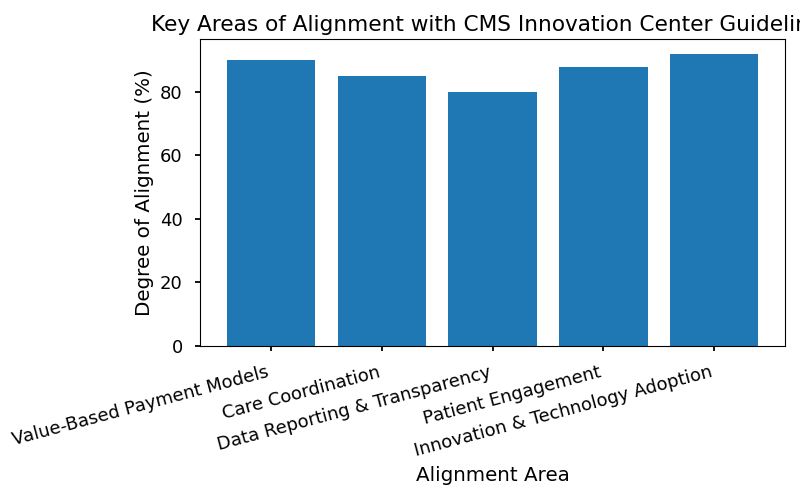 Key Areas of Alignment with CMS Innovation Center Guidelin
Degree of Alignment (%)
80
60
40
20
0
Value-Based Payment Models
Care Coordination
Data Reporting & Transparency
Patient Engagement
Innovation & Technology Adoption
Alignment Area